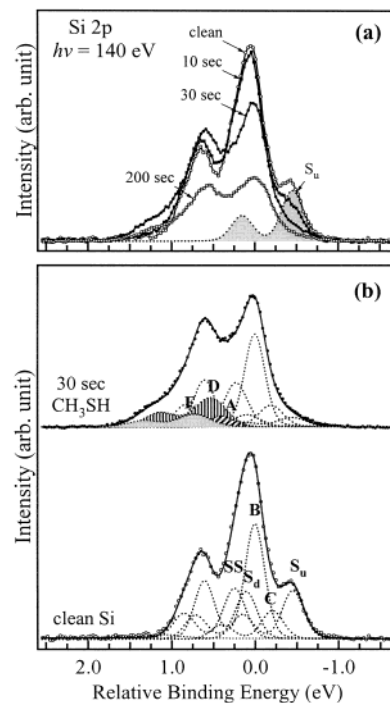 Si 2p
hν = 140 eV
clean
(a)
10 sec
30 sec
200 sec
Su
Intensity (arb. unit)
(b)
30 sec
CH3SH
D
E
A
B
SS
Sd
C
Su
clean Si
Intensity (arb. unit)
2.0 1.0 0.0 -1.0
Relative Binding Energy (eV)